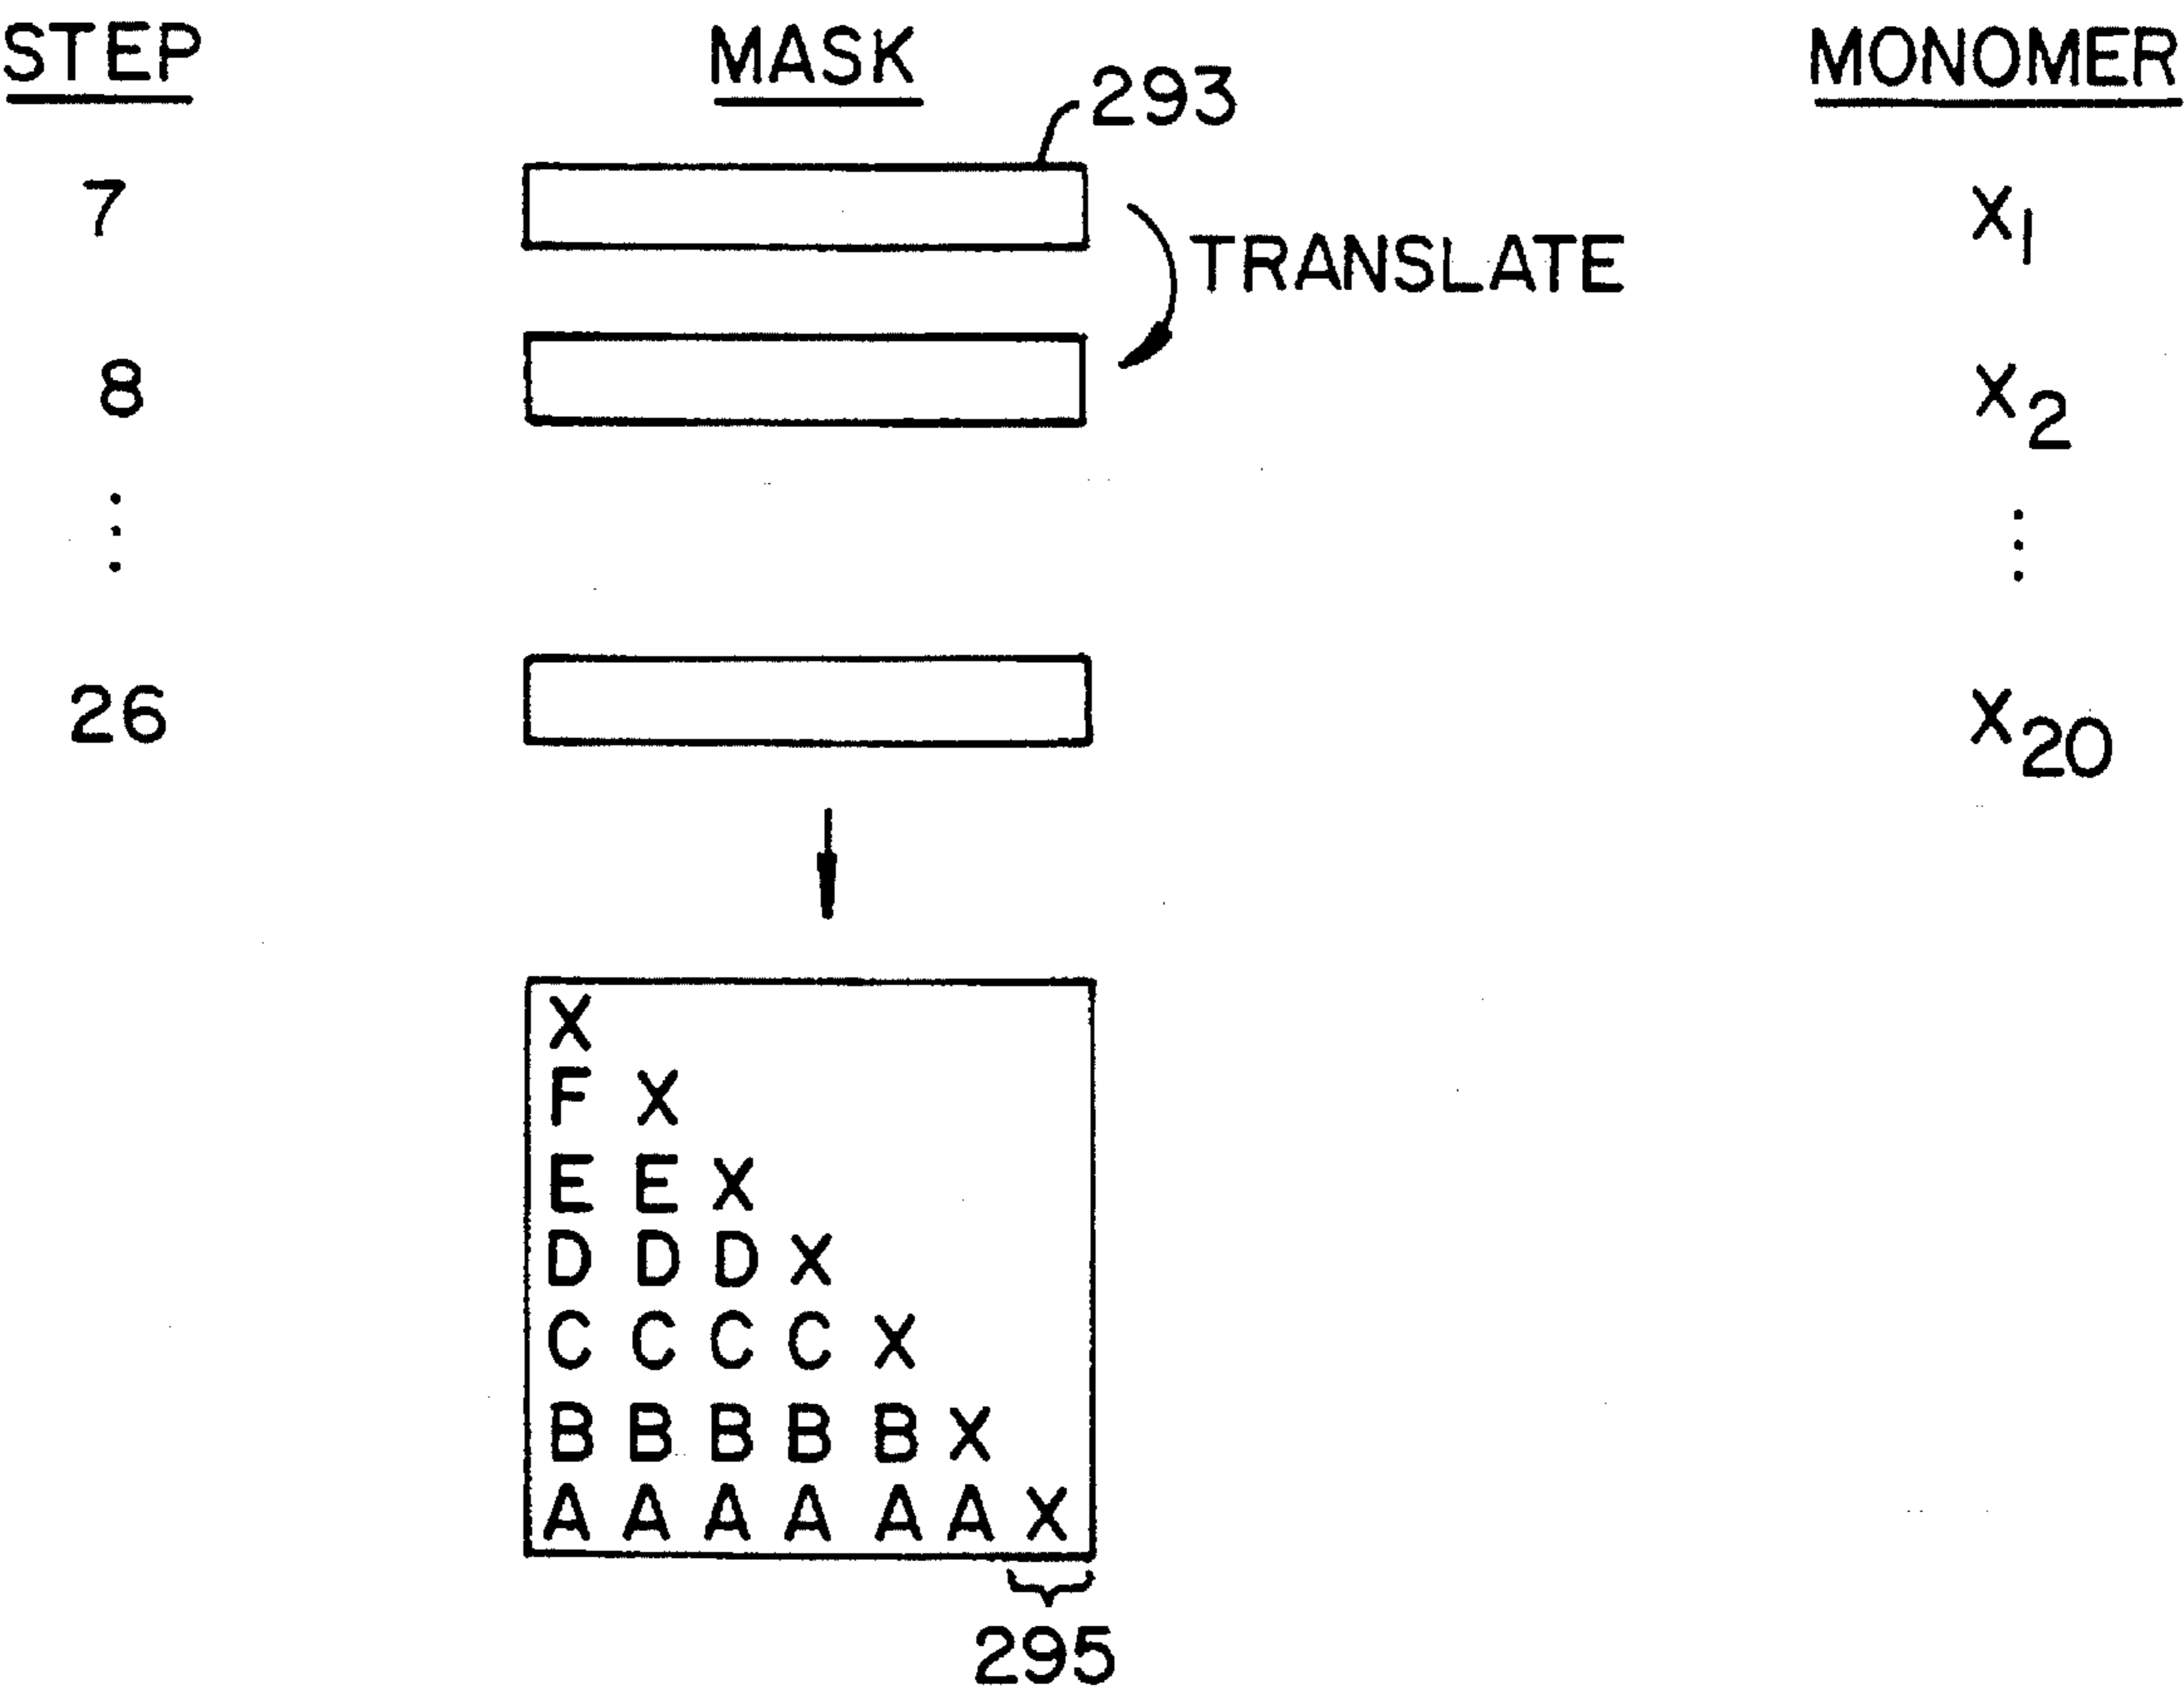 STEP MASK MONOMER
293
7 X1
TRANSLATE
8 X2
⋮ ⋮
26 X20
X
F X
E E X
D D D X
C C C C X
B B B B B X
A A A A A A X
295